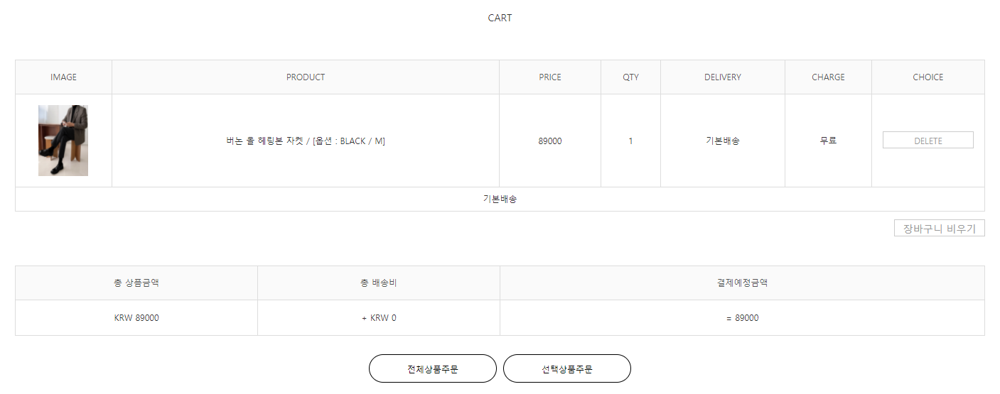 CART
IMAGE PRODUCT PRICE QTY DELIVERY CHARGE CHOICE
버논 울 헤링본 자켓 / [옵션 : BLACK / M] 89000 1 기본배송 무료 DELETE
기본배송
장바구니 비우기
총 상품금액 총 배송비 결제예정금액
KRW 89000 + KRW 0 = 89000
전체상품주문 선택상품주문